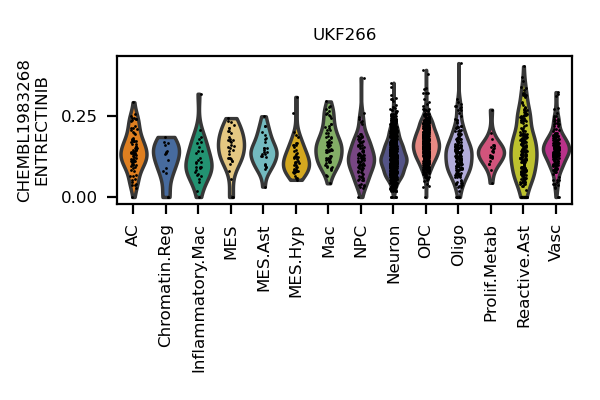 UKF266
CHEMBL1983268
ENTRECTINIB
0.25
0.00
AC
Chromatin.Reg
Inflammatory.Mac
MES
MES.Ast
MES.Hyp
Mac
NPC
Neuron
OPC
Oligo
Prolif.Metab
Reactive.Ast
Vasc